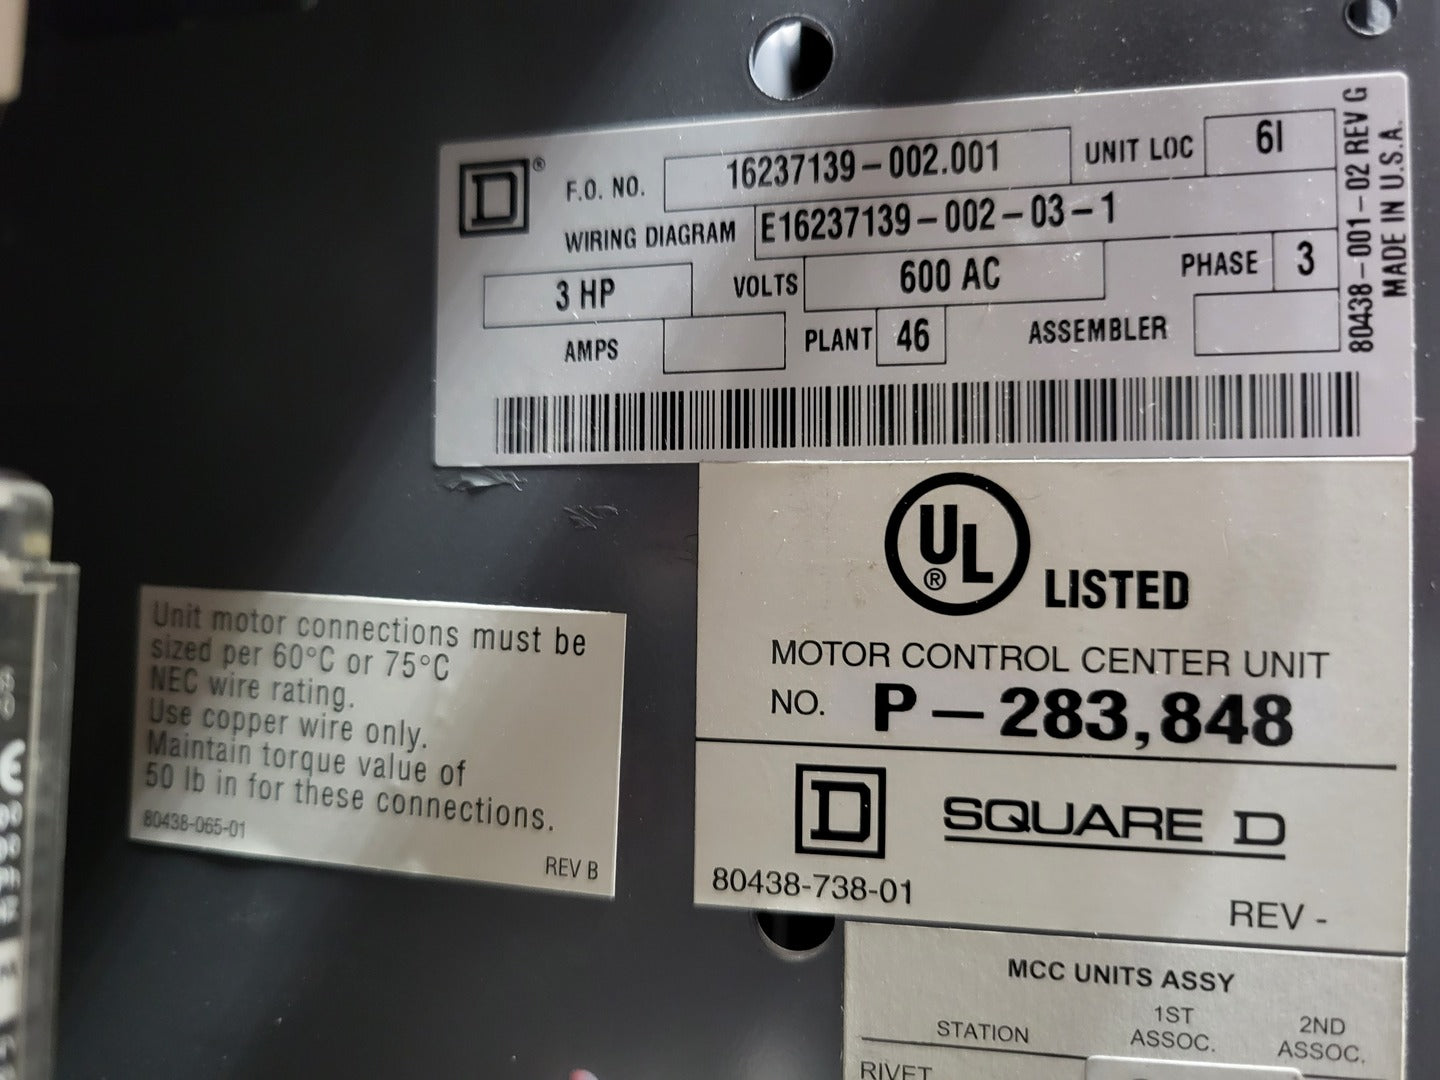 D®
F.O. NO. 16237139-002.001 UNIT LOC 6I
WIRING DIAGRAM E16237139-002-03-1
3 HP VOLTS 600 AC PHASE 3
AMPS PLANT 46 ASSEMBLER
80438-001-02 REV G
MADE IN U.S.A.
UL® LISTED
MOTOR CONTROL CENTER UNIT
NO. P-283,848
D SQUARE D
80438-738-01
REV -
Unit motor connections must be
sized per 60°C or 75°C
NEC wire rating.
Use copper wire only.
Maintain torque value of
50 lb in for these connections.
80438-065-01
REV B
MCC UNITS ASSY
STATION 1ST ASSOC. 2ND ASSOC.
RIVET